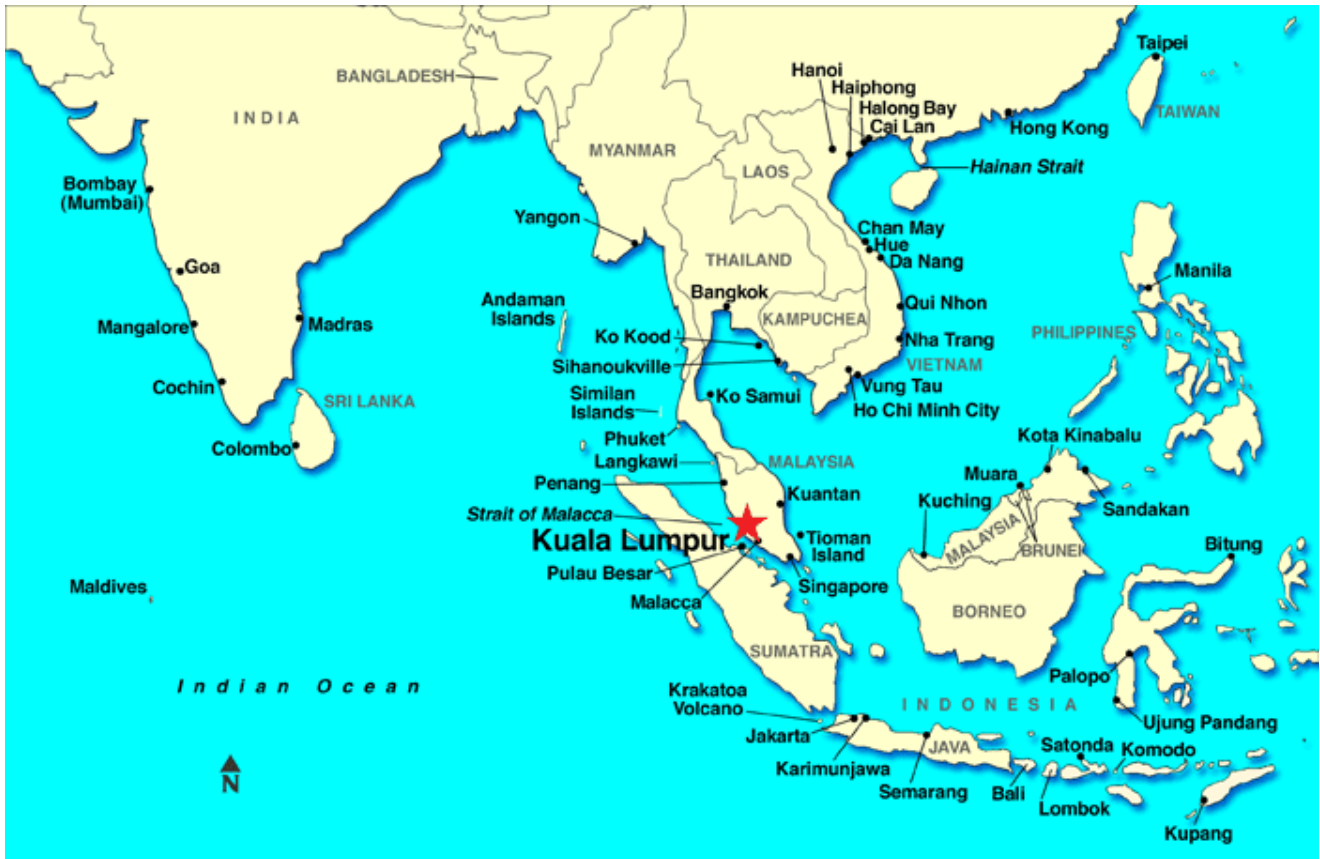 Taipei
Hanoi
Haiphong
BANGLADESH
Halong Bay
INDIA
TAIWAN
Cai Lan
Hong Kong
MYANMAR
Hainan Strait
LAOS
Bombay
(Mumbai)
Yangon
Chan May
Hue
THAILAND
Da Nang
Goa
Manila
Bangkok
Andaman
Islands
Qui Nhon
KAMPUCHEA
Mangalore
Madras
PHILIPPINES
Ko Kood
Nha Trang
Sihanoukville
VIETNAM
Vung Tau
Cochin
Similan
Islands
Ko Samui
SRI LANKA
Ho Chi Minh City
Phuket
Kota Kinabalu
Colombo
Langkawi
MALAYSIA
Muara
Penang
Kuantan
Kuching
Sandakan
Strait of Malacca
MALAYSIA
Kuala Lumpur
Tioman
Island
BRUNEI
Bitung
Pulau Besar
Singapore
Maldives
Malacca
BORNEO
SUMATRA
Palopo
Indian Ocean
Krakatoa
Volcano
INDONESIA
Ujung Pandang
Jakarta
JAVA
Satonda
Komodo
Karimunjawa
N
Semarang
Bali
Lombok
Kupang